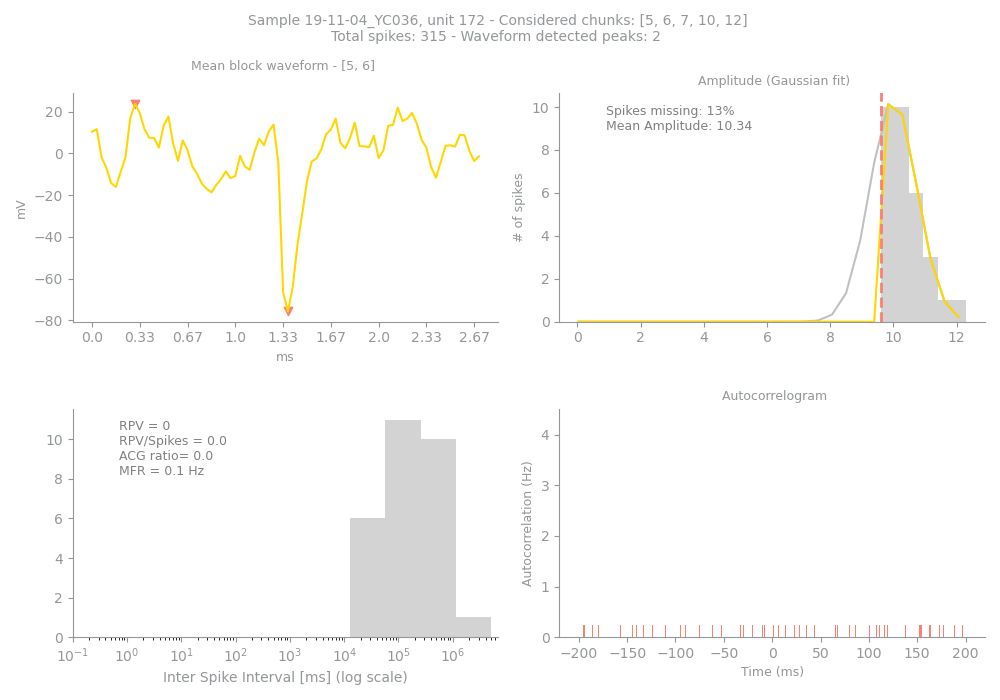 Sample 19-11-04_YC036, unit 172 - Considered chunks: [5, 6, 7, 10, 12]
Total spikes: 315 - Waveform detected peaks: 2
Mean block waveform - [5, 6]
20
0
−20
−40
−60
−80
mV
0.0 0.33 0.67 1.0 1.33 1.67 2.0 2.33 2.67
ms
Amplitude (Gaussian fit)
Spikes missing: 13%
Mean Amplitude: 10.34
10
8
6
4
2
0
# of spikes
0 2 4 6 8 10 12
RPV = 0
RPV/Spikes = 0.0
ACG ratio= 0.0
MFR = 0.1 Hz
10
8
6
4
2
0
10⁻¹ 10⁰ 10¹ 10² 10³ 10⁴ 10⁵ 10⁶
Inter Spike Interval [ms] (log scale)
Autocorrelogram
4
3
2
1
0
Autocorrelation (Hz)
−200 −150 −100 −50 0 50 100 150 200
Time (ms)